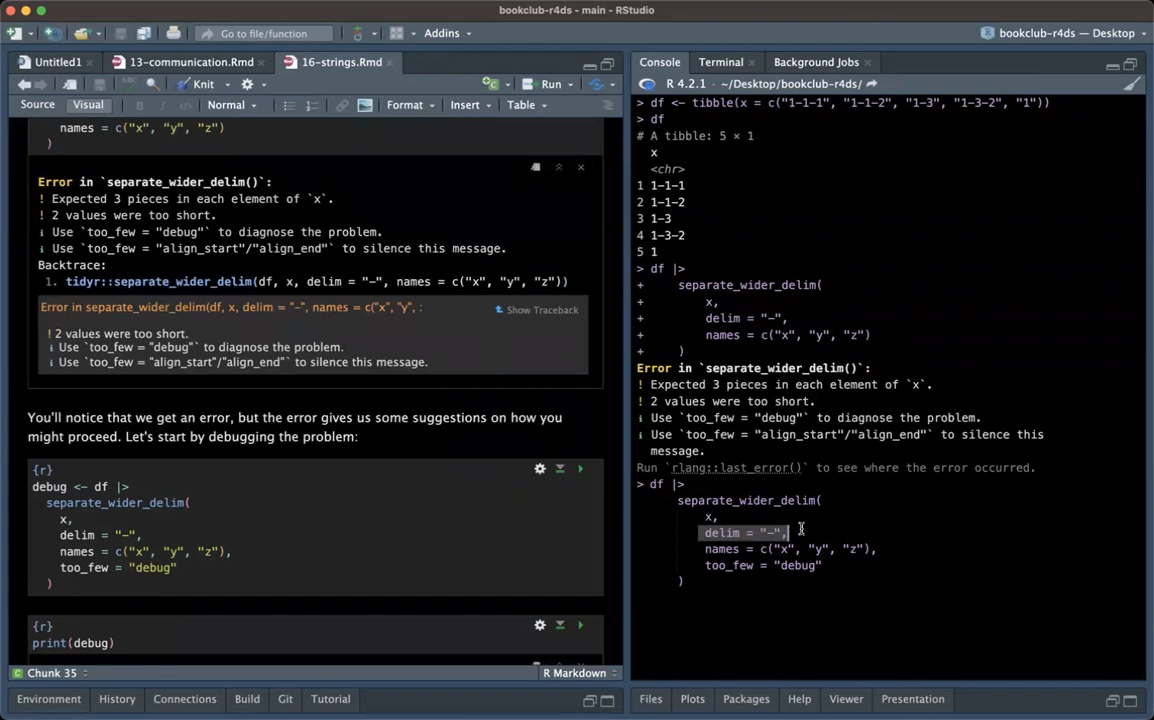 bookclub-r4ds - main - RStudio
Go to file/function
Addins
bookclub-r4ds — Desktop
Untitled1
13-communication.Rmd
16-strings.Rmd
Knit
Run
Source
Visual
B
I
Normal
Format
Insert
Table
names = c("x", "y", "z")
)
Error in `separate_wider_delim()`:
! Expected 3 pieces in each element of `x`.
! 2 values were too short.
i Use `too_few = "debug"` to diagnose the problem.
i Use `too_few = "align_start"/"align_end"` to silence this message.
Backtrace:
1. tidyr::separate_wider_delim(df, x, delim = "-", names = c("x", "y", "z"))
Error in separate_wider_delim(df, x, delim = "-", names = c("x", "y", :
Show Traceback
! 2 values were too short.
i Use `too_few = "debug"` to diagnose the problem.
i Use `too_few = "align_start"/"align_end"` to silence this message.
You'll notice that we get an error, but the error gives us some suggestions on how you
might proceed. Let's start by debugging the problem:
{r}
debug <- df |>
separate_wider_delim(
x,
delim = "-",
names = c("x", "y", "z"),
too_few = "debug"
)
{r}
print(debug)
Chunk 35
R Markdown
Environment
History
Connections
Build
Git
Tutorial
Console
Terminal
Background Jobs
R 4.2.1 · ~/Desktop/bookclub-r4ds/
> df <- tibble(x = c("1-1-1", "1-1-2", "1-3", "1-3-2", "1"))
> df
# A tibble: 5 × 1
x
<chr>
1 1-1-1
2 1-1-2
3 1-3
4 1-3-2
5 1
> df |>
+ separate_wider_delim(
+ x,
+ delim = "-",
+ names = c("x", "y", "z")
+ )
Error in `separate_wider_delim()`:
! Expected 3 pieces in each element of `x`.
! 2 values were too short.
i Use `too_few = "debug"` to diagnose the problem.
i Use `too_few = "align_start"/"align_end"` to silence this
message.
Run `rlang::last_error()` to see where the error occurred.
> df |>
separate_wider_delim(
x,
delim = "-",
names = c("x", "y", "z"),
too_few = "debug"
)
Files
Plots
Packages
Help
Viewer
Presentation